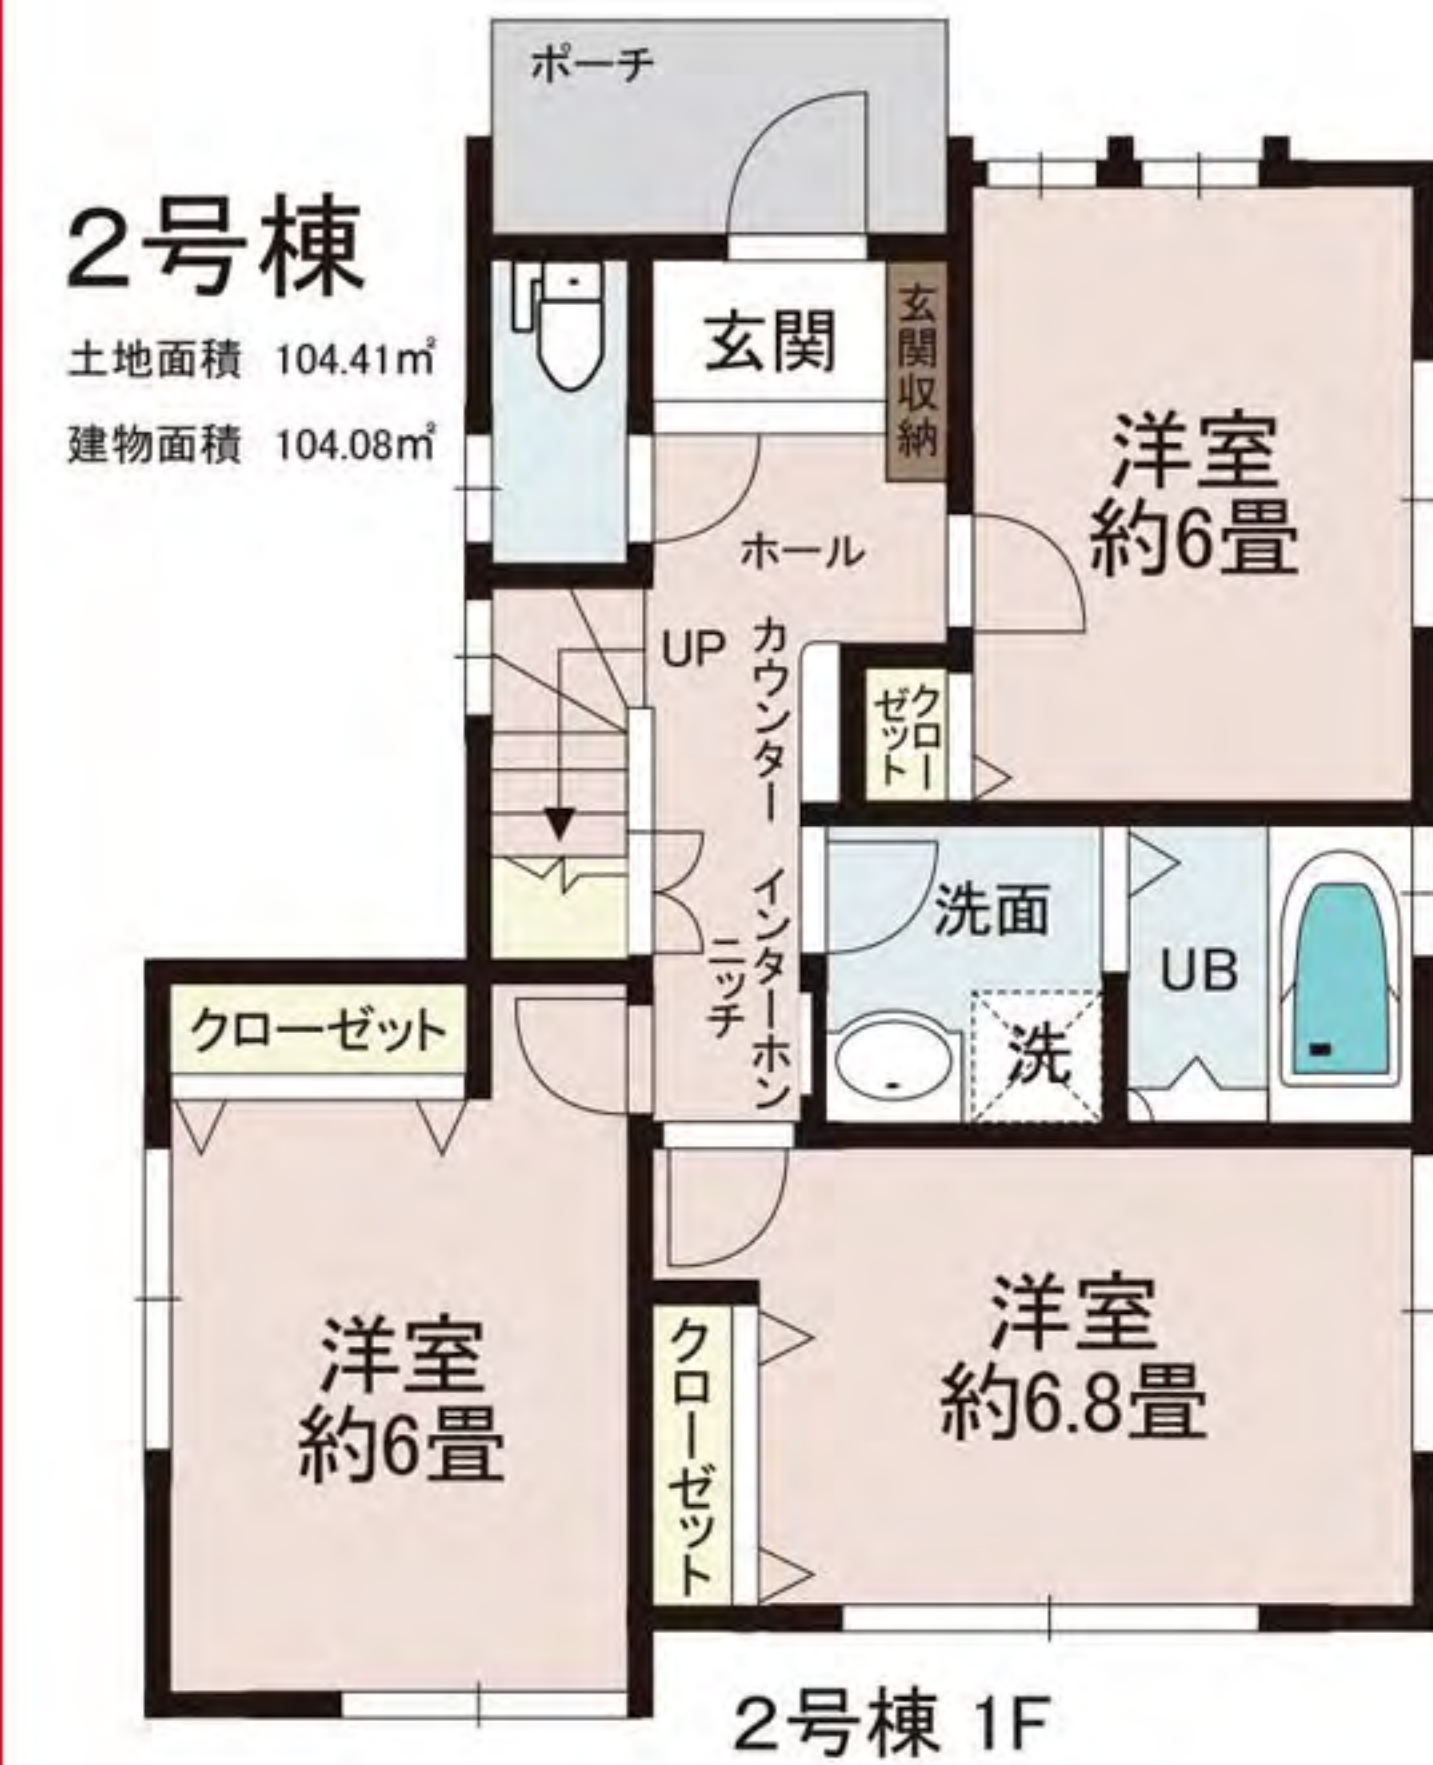 ポーチ
2号棟
土地面積 104.41㎡
建物面積 104.08㎡
玄関
玄関収納
洋室
約6畳
ホール
UP
カウンター
クロー
ゼット
洗面
インターホン
ニッチ
UB
洗
クローゼット
洋室
約6畳
クローゼット
洋室
約6.8畳
2号棟 1F